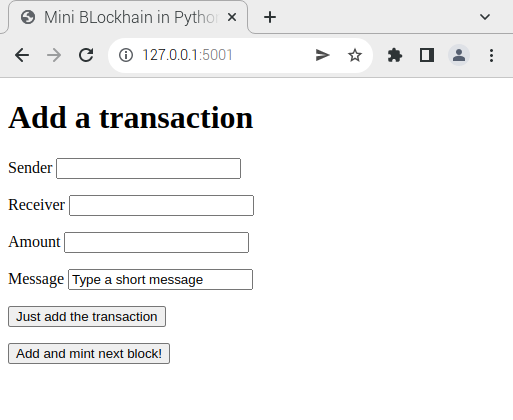 Mini BLockhain in Python
127.0.0.1:5001
Add a transaction
Sender
Receiver
Amount
Message Type a short message
Just add the transaction
Add and mint next block!